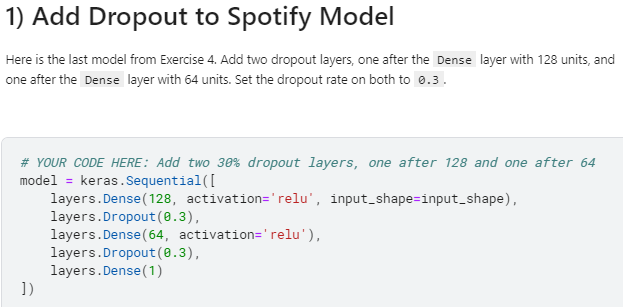 1) Add Dropout to Spotify Model
Here is the last model from Exercise 4. Add two dropout layers, one after the Dense layer with 128 units, and
one after the Dense layer with 64 units. Set the dropout rate on both to 0.3.
# YOUR CODE HERE: Add two 30% dropout layers, one after 128 and one after 64
model = keras.Sequential([
    layers.Dense(128, activation='relu', input_shape=input_shape),
    layers.Dropout(0.3),
    layers.Dense(64, activation='relu'),
    layers.Dropout(0.3),
    layers.Dense(1)
])